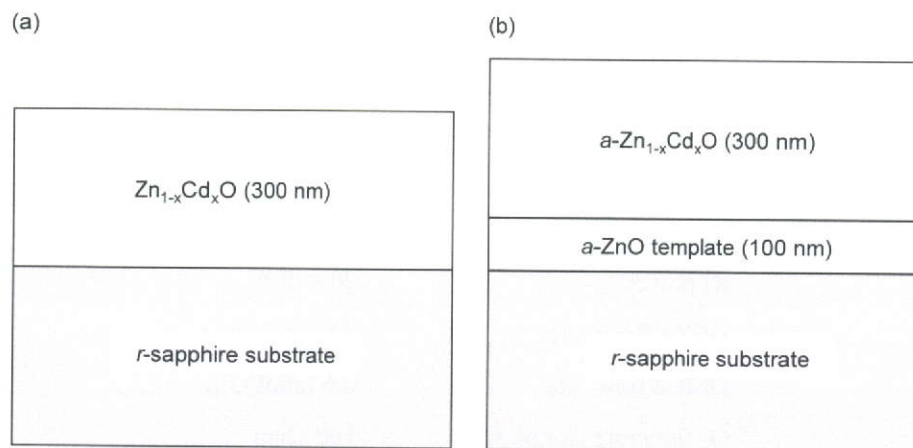 (a)
Zn₁₋ₓCdₓO (300 nm)
r-sapphire substrate
(b)
a-Zn₁₋ₓCdₓO (300 nm)
a-ZnO template (100 nm)
r-sapphire substrate